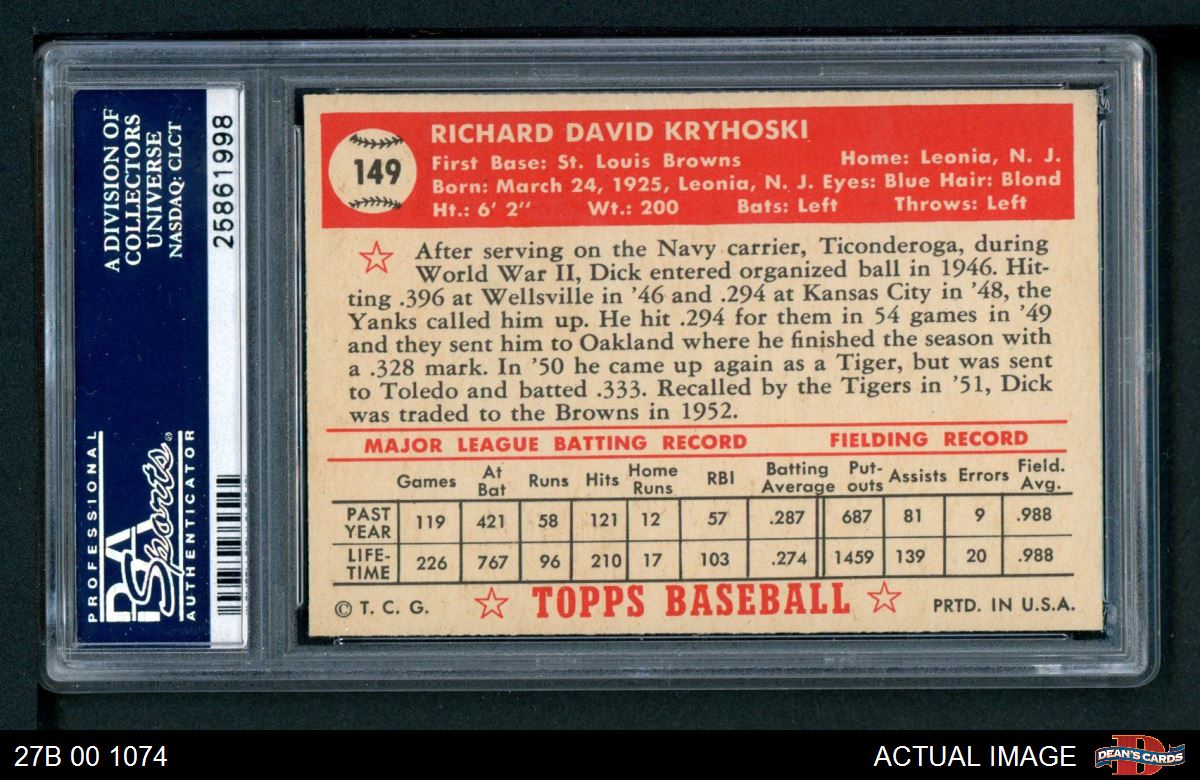 A DIVISION OF
COLLECTORS
UNIVERSE
NASDAQ: CLCT
25861998
PROFESSIONAL
PSA
Sports®
AUTHENTICATOR
149
RICHARD DAVID KRYHOSKI
First Base: St. Louis Browns Home: Leonia, N. J.
Born: March 24, 1925, Leonia, N. J. Eyes: Blue Hair: Blond
Ht.: 6' 2" Wt.: 200 Bats: Left Throws: Left
After serving on the Navy carrier, Ticonderoga, during
World War II, Dick entered organized ball in 1946. Hit-
ting .396 at Wellsville in '46 and .294 at Kansas City in '48, the
Yanks called him up. He hit .294 for them in 54 games in '49
and they sent him to Oakland where he finished the season with
a .328 mark. In '50 he came up again as a Tiger, but was sent
to Toledo and batted .333. Recalled by the Tigers in '51, Dick
was traded to the Browns in 1952.
MAJOR LEAGUE BATTING RECORD FIELDING RECORD
Games At Bat Runs Hits Home Runs RBI Batting Average Put-outs Assists Errors Field. Avg.
PAST YEAR 119 421 58 121 12 57 .287 687 81 9 .988
LIFE-TIME 226 767 96 210 17 103 .274 1459 139 20 .988
© T. C. G. TOPPS BASEBALL PRTD. IN U.S.A.
27B 00 1074 ACTUAL IMAGE DEAN'S CARDS